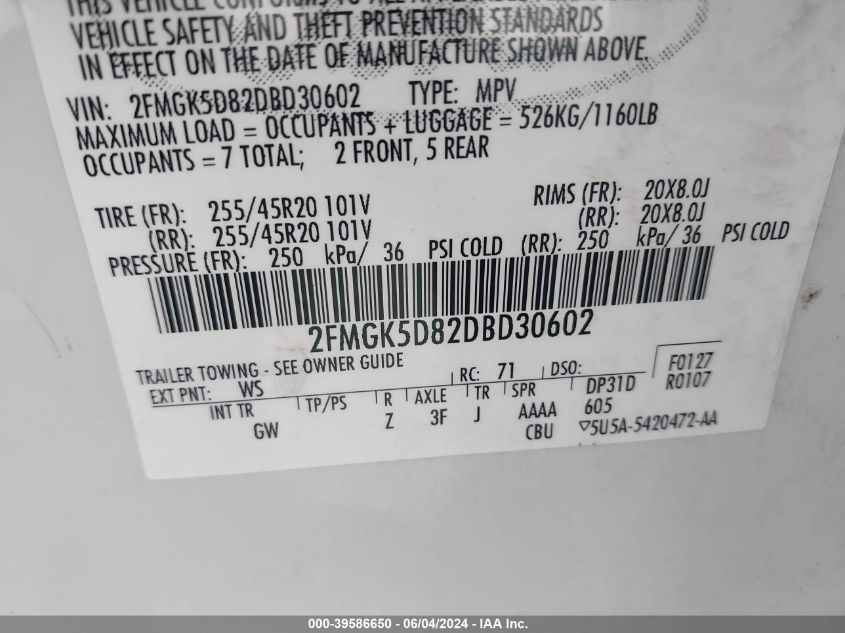 THIS VEHICLE CONFORMS TO ALL
VEHICLE SAFETY AND THEFT PREVENTION STANDARDS
IN EFFECT ON THE DATE OF MANUFACTURE SHOWN ABOVE.
VIN: 2FMGK5D82DBD30602 TYPE: MPV
MAXIMUM LOAD = OCCUPANTS + LUGGAGE = 526KG/1160LB
OCCUPANTS = 7 TOTAL; 2 FRONT, 5 REAR
TIRE (FR): 255/45R20 101V RIMS (FR): 20X8.0J
(RR): 255/45R20 101V (RR): 20X8.0J
PRESSURE (FR): 250 kPa/ 36 PSI COLD (RR): 250 kPa/ 36 PSI COLD
2FMGK5D82DBD30602
TRAILER TOWING - SEE OWNER GUIDE
EXT PNT: WS RC: 71 DSO: F0127
R0107
INT TR TP/PS R AXLE TR SPR DP31D
GW Z 3F J AAAA 605
CBU ▽5U5A-5420472-AA
000-39586650 - 06/04/2024 - IAA Inc.